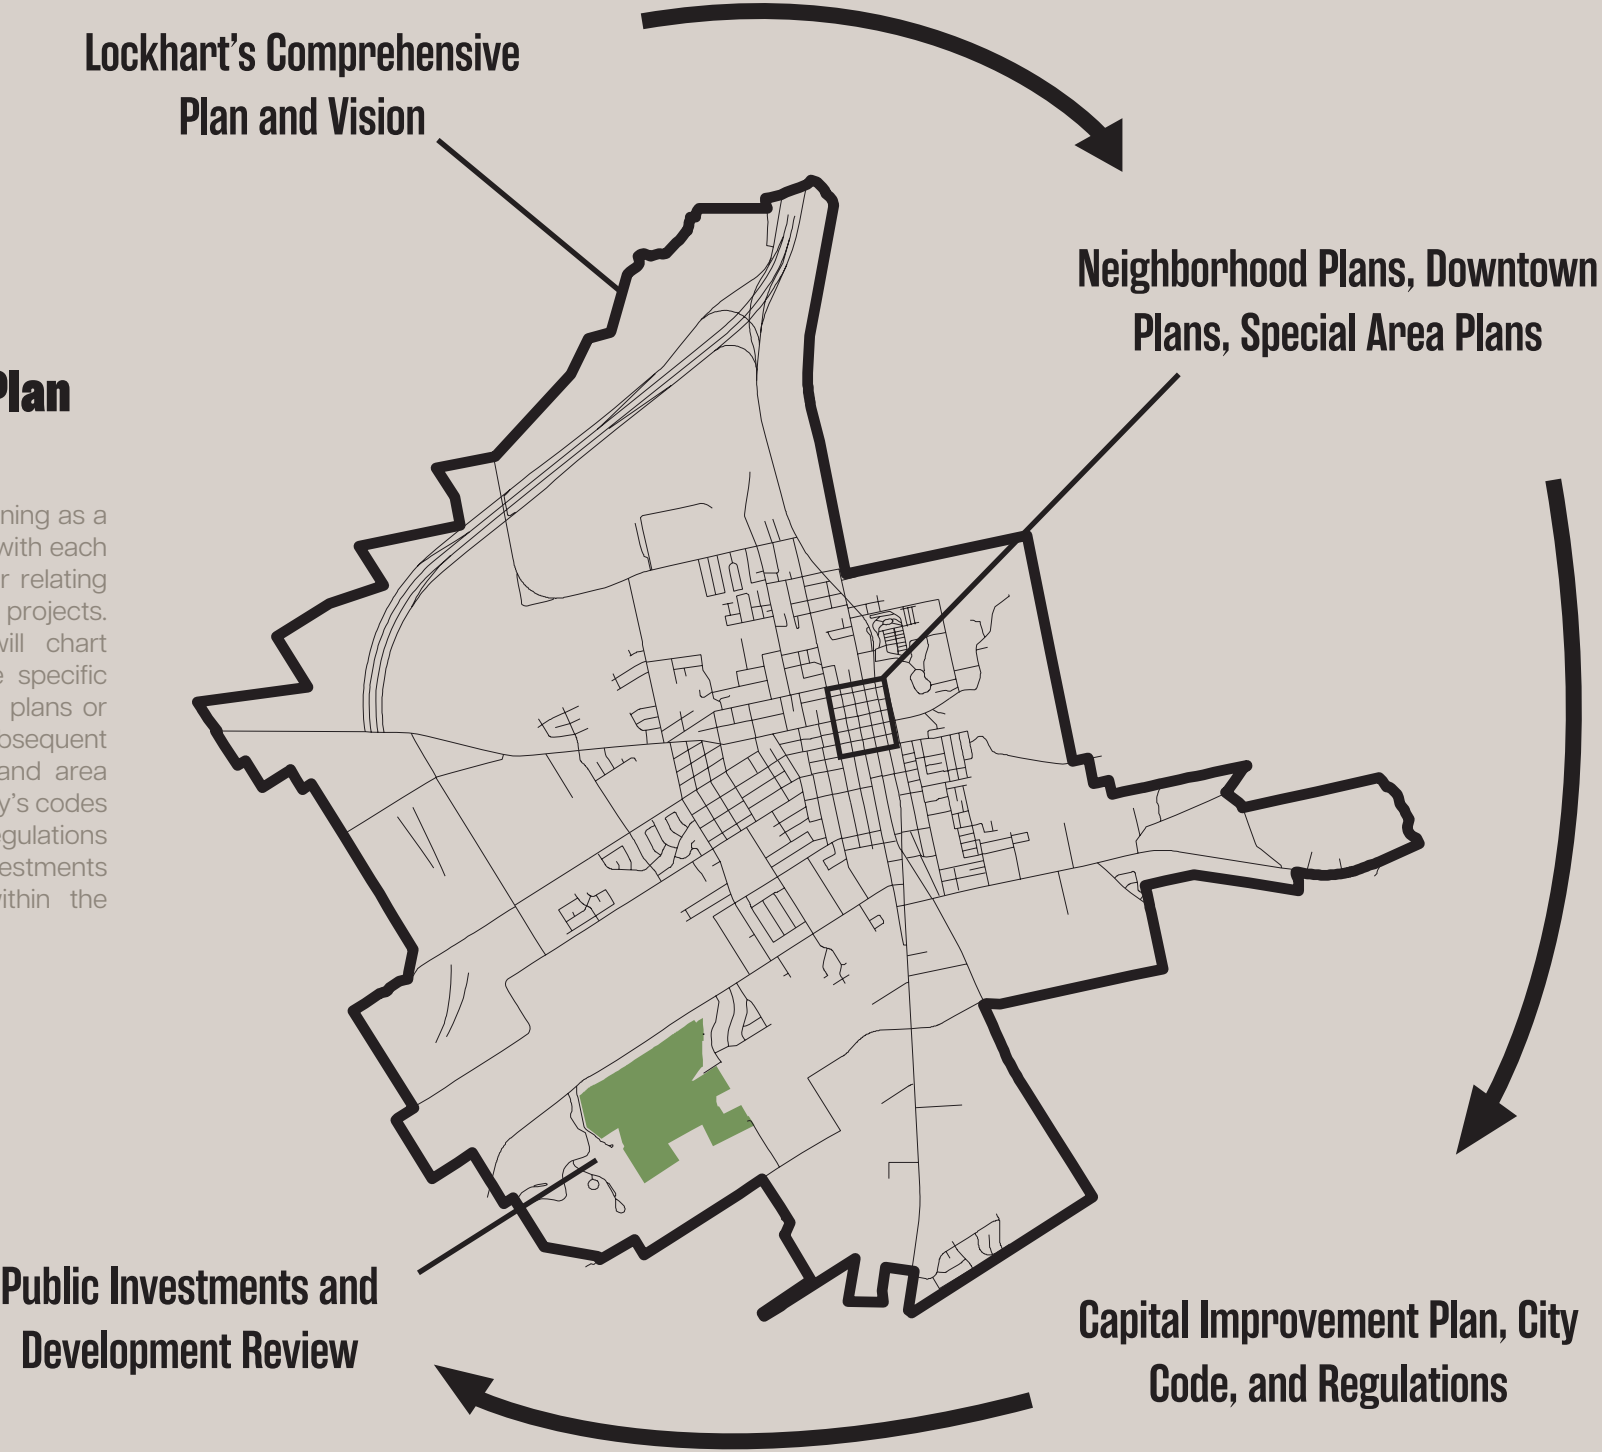 Lockhart's Comprehensive
Plan and Vision
Neighborhood Plans, Downtown
Plans, Special Area Plans
Plan
ning as a
with each
r relating
projects.
will chart
specific
plans or
bsequent
and area
y's codes
egulations
estments
ithin the
Public Investments and
Development Review
Capital Improvement Plan, City
Code, and Regulations